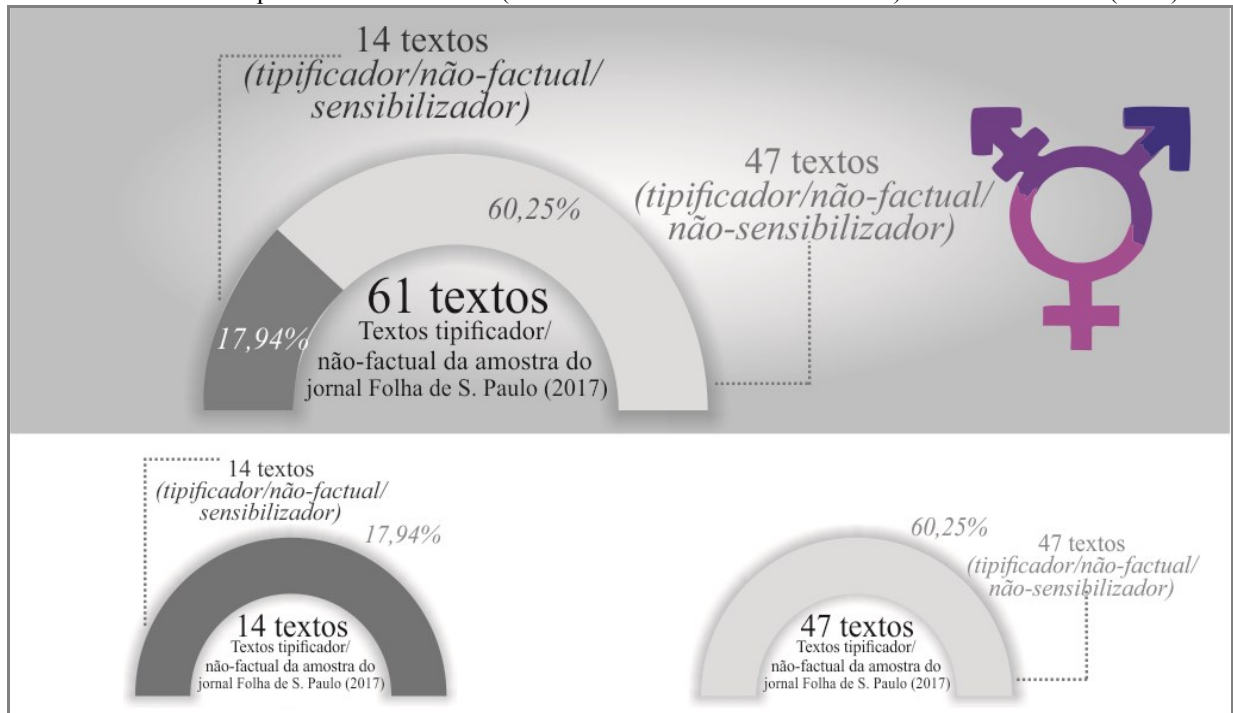 14 textos
(tipificador/não-factual/
sensibilizador)
47 textos
(tipificador/não-factual/
não-sensibilizador)
60,25%
17,94%
61 textos
Textos tipificador/
não-factual da amostra do
jornal Folha de S. Paulo (2017)
14 textos
(tipificador/não-factual/
sensibilizador)
17,94%
14 textos
Textos tipificador/
não-factual da amostra do
jornal Folha de S. Paulo (2017)
60,25%
47 textos
(tipificador/não-factual/
não-sensibilizador)
47 textos
Textos tipificador/
não-factual da amostra do
jornal Folha de S. Paulo (2017)